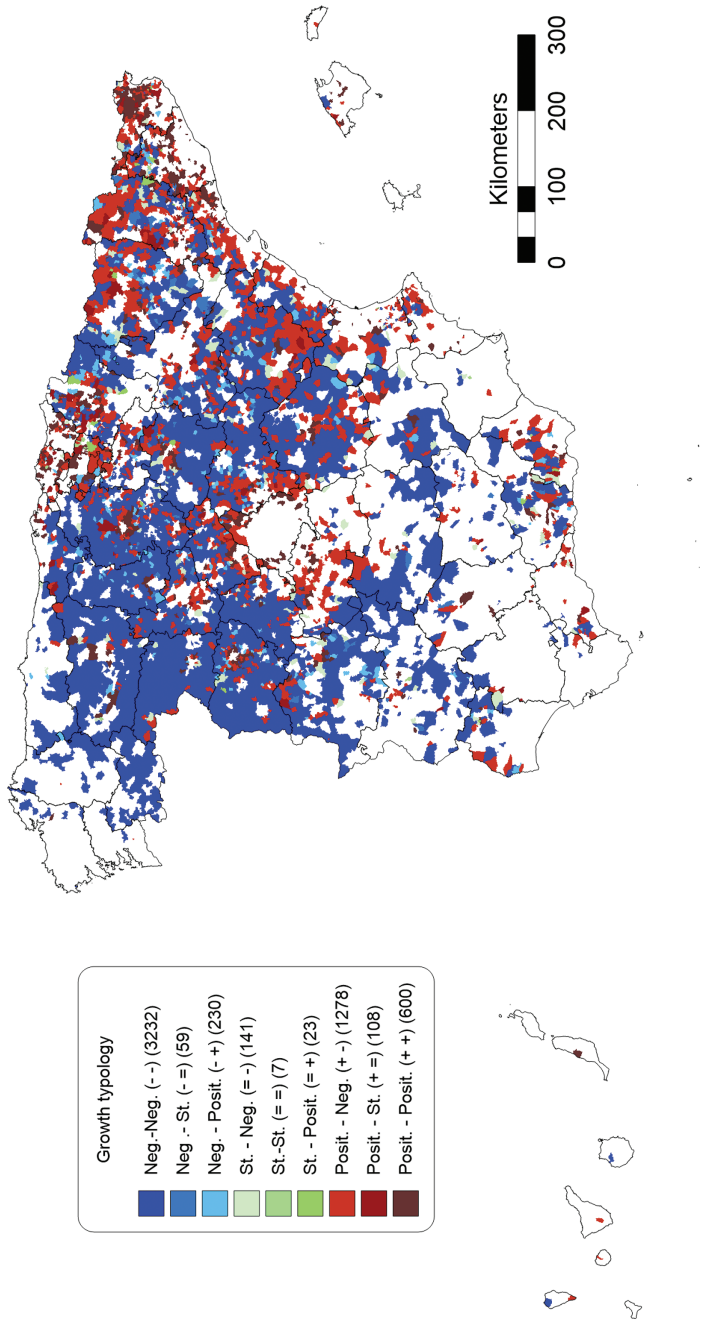 Growth typology
Neg.-Neg. (- -) (3232)
Neg .- St. (- =) (59)
Neg. - Posit. (- +) (230)
St. - Neg. (= -) (141)
St.-St. (= =) (7)
St. - Posit. (= +) (23)
Posit. - Neg. (+ -) (1278)
Posit. - St. (+ =) (108)
Posit. - Posit. (+ +) (600)
Kilometers
0 100 200 300